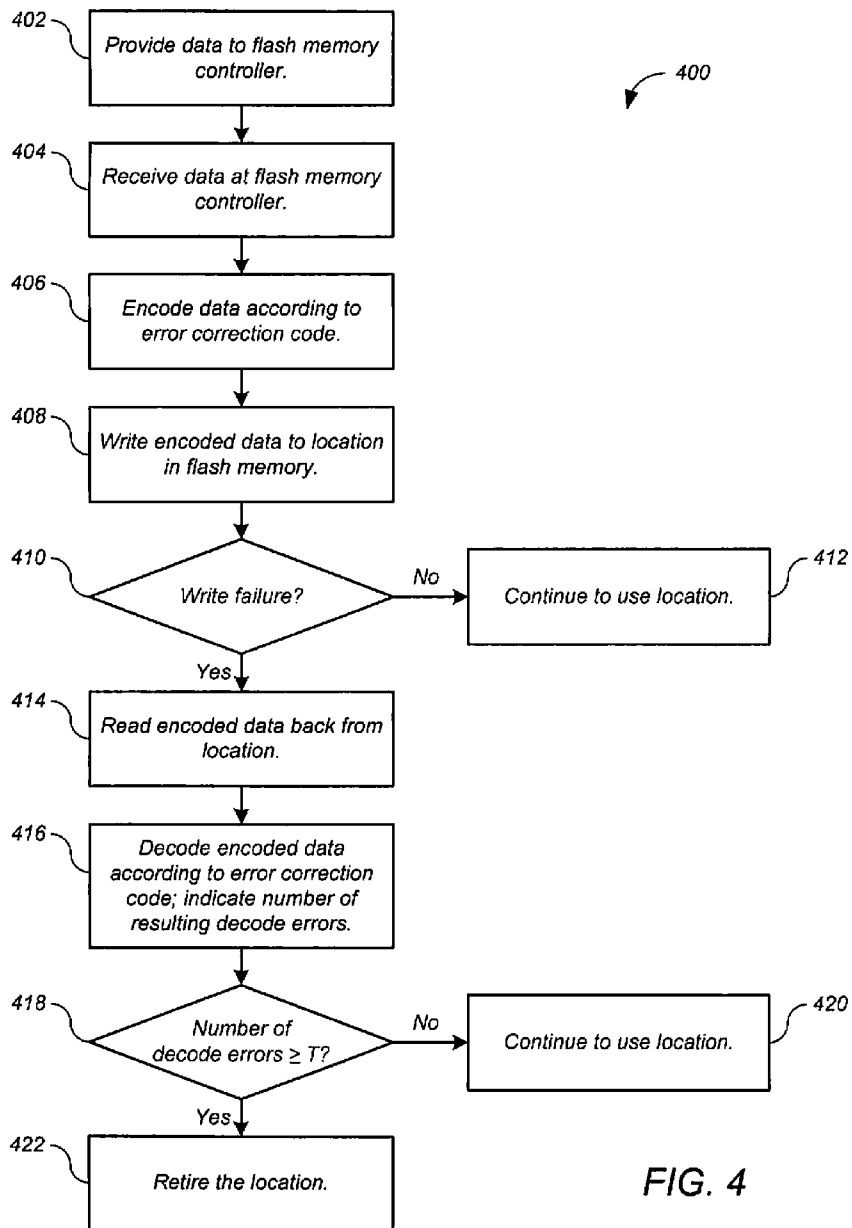 402
Provide data to flash memory
controller.
400
404
Receive data at flash memory
controller.
406
Encode data according to
error correction code.
408
Write encoded data to location
in flash memory.
410
Write failure?
No
Continue to use location.
412
Yes
414
Read encoded data back from
location.
416
Decode encoded data
according to error correction
code; indicate number of
resulting decode errors.
418
Number of
decode errors ≥ T?
No
Continue to use location.
420
Yes
422
Retire the location.
FIG. 4